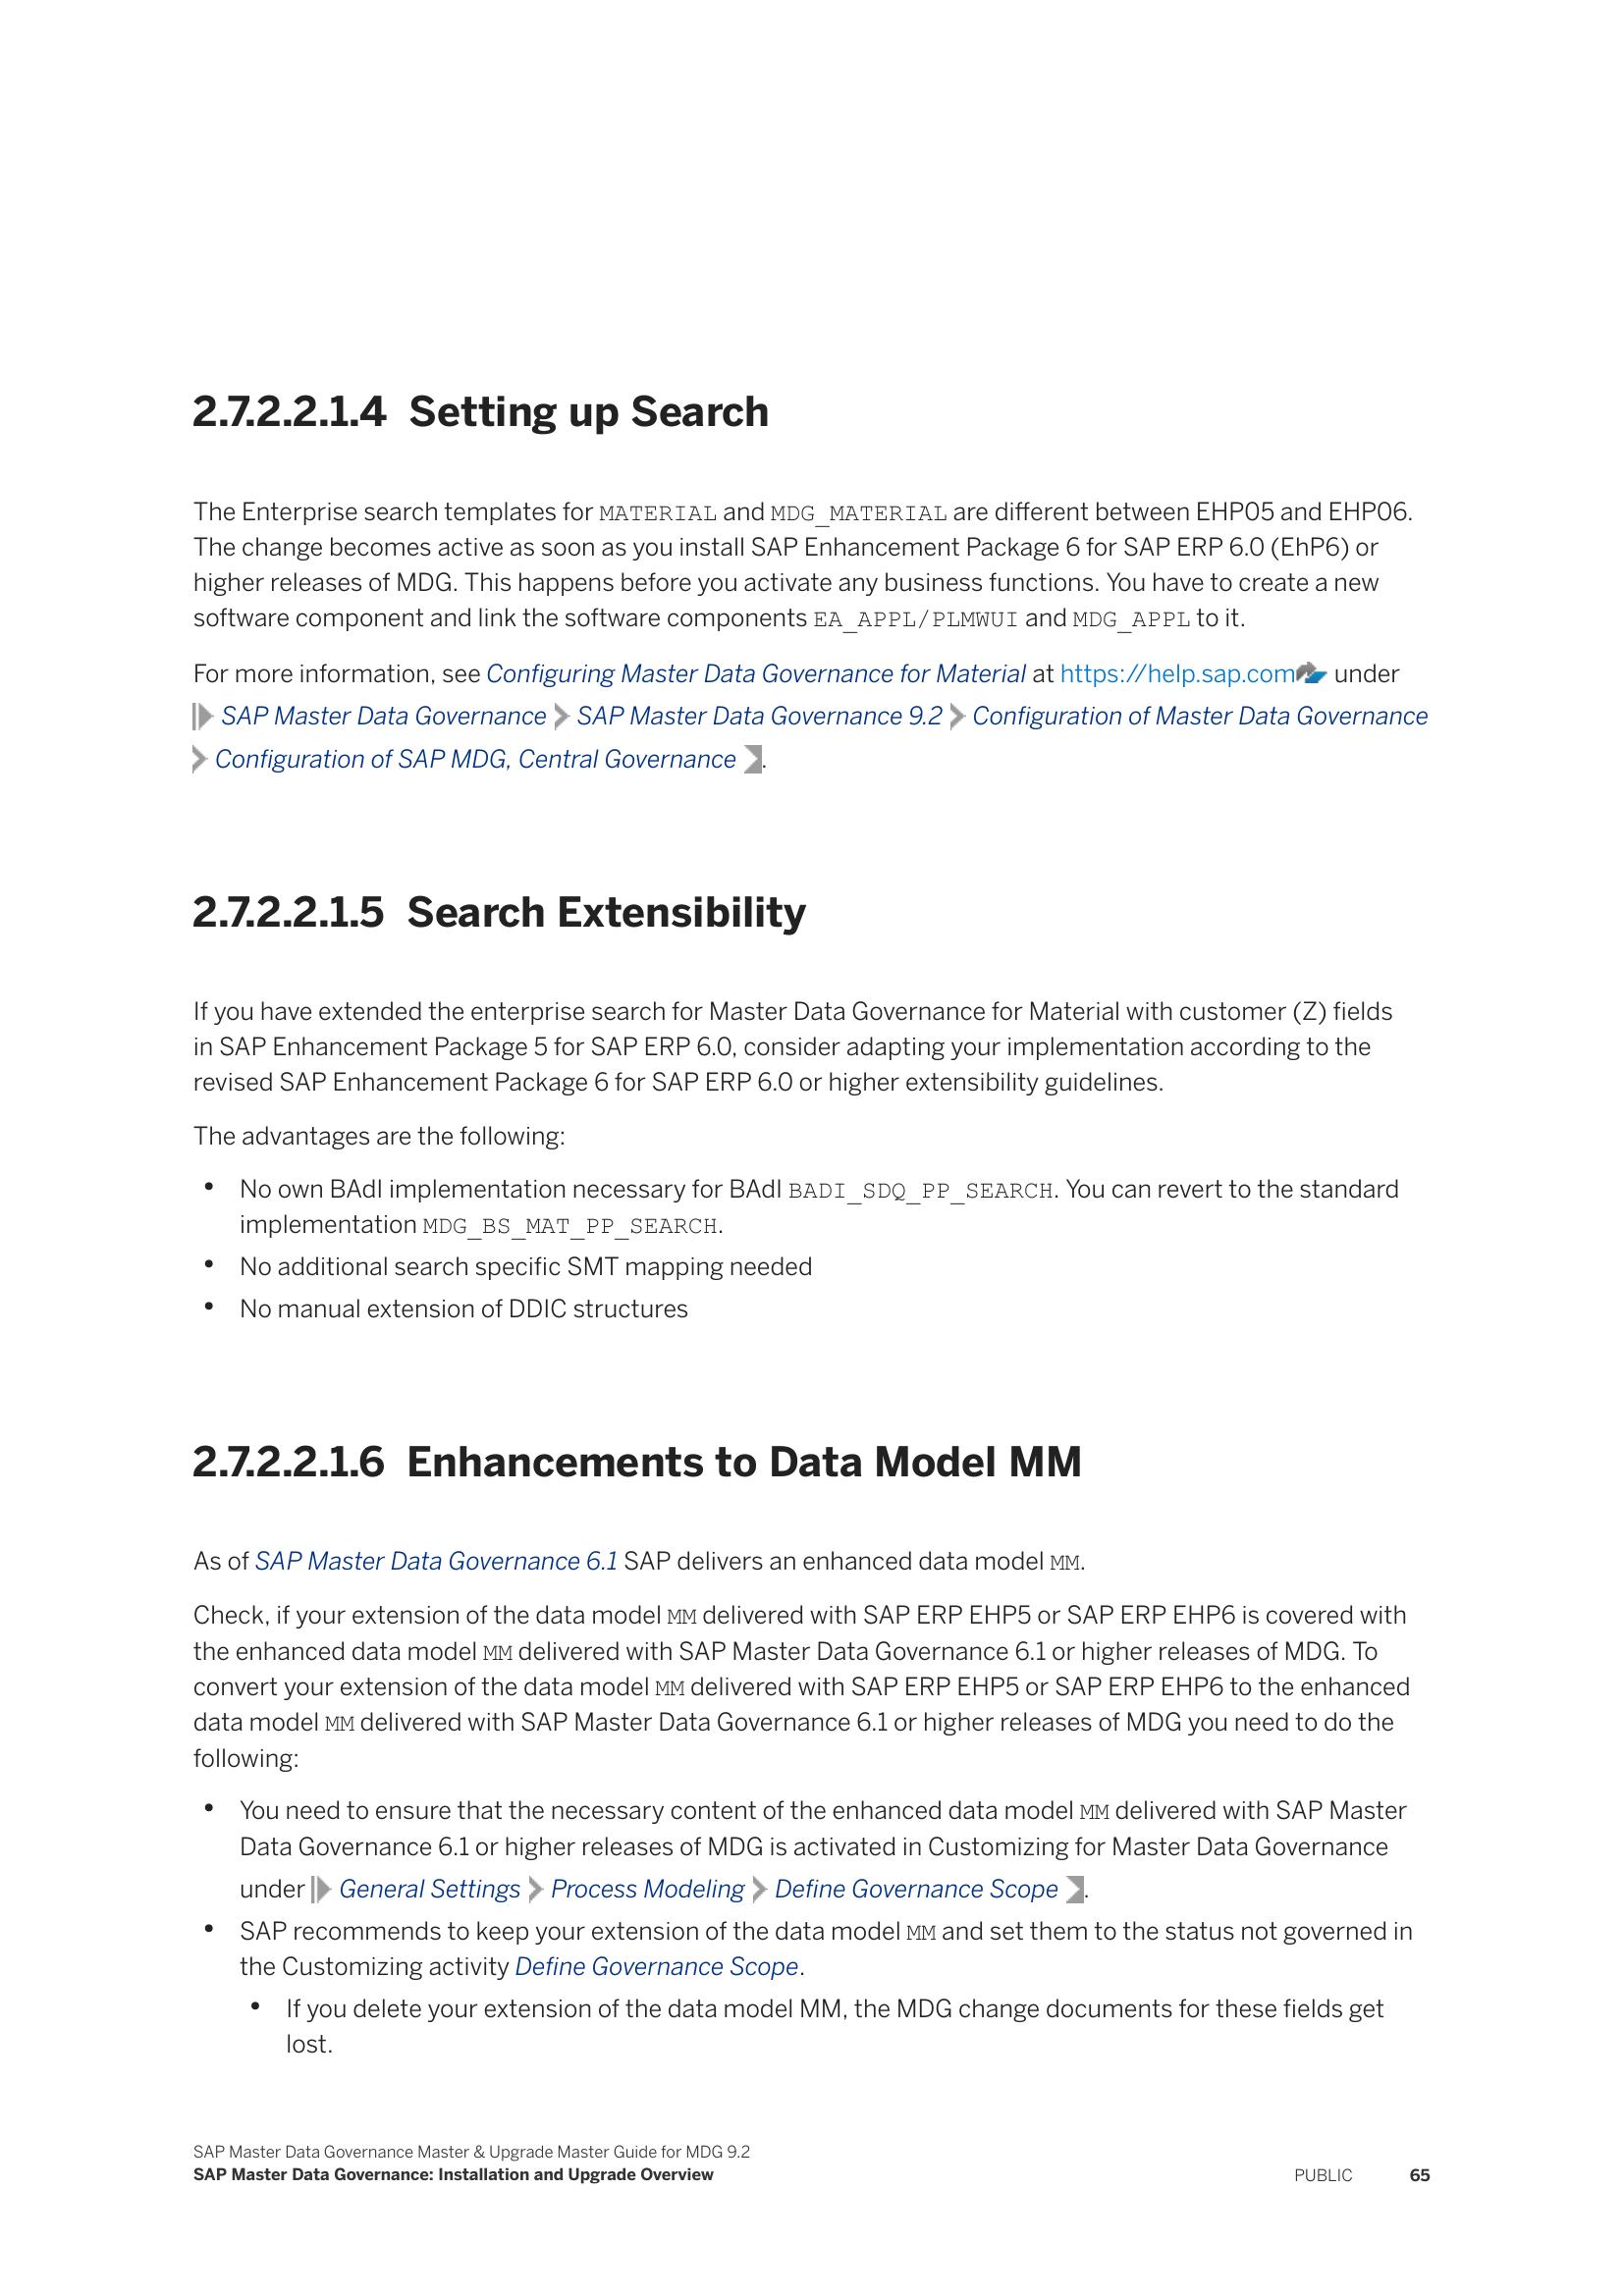 2.7.2.2.1.4 Setting up Search
The Enterprise search templates for MATERIAL and MDG_MATERIAL are different between EHP05 and EHP06.
The change becomes active as soon as you install SAP Enhancement Package 6 for SAP ERP 6.0 (EhP6) or
higher releases of MDG. This happens before you activate any business functions. You have to create a new
software component and link the software components EA_APPL/PLMWUI and MDG_APPL to it.
For more information, see Configuring Master Data Governance for Material at https://help.sap.com under
SAP Master Data Governance SAP Master Data Governance 9.2 Configuration of Master Data Governance
Configuration of SAP MDG, Central Governance .
2.7.2.2.1.5 Search Extensibility
If you have extended the enterprise search for Master Data Governance for Material with customer (Z) fields
in SAP Enhancement Package 5 for SAP ERP 6.0, consider adapting your implementation according to the
revised SAP Enhancement Package 6 for SAP ERP 6.0 or higher extensibility guidelines.
The advantages are the following:
• No own BAdI implementation necessary for BAdI BADI_SDQ_PP_SEARCH. You can revert to the standard
implementation MDG_BS_MAT_PP_SEARCH.
• No additional search specific SMT mapping needed
• No manual extension of DDIC structures
2.7.2.2.1.6 Enhancements to Data Model MM
As of SAP Master Data Governance 6.1 SAP delivers an enhanced data model MM.
Check, if your extension of the data model MM delivered with SAP ERP EHP5 or SAP ERP EHP6 is covered with
the enhanced data model MM delivered with SAP Master Data Governance 6.1 or higher releases of MDG. To
convert your extension of the data model MM delivered with SAP ERP EHP5 or SAP ERP EHP6 to the enhanced
data model MM delivered with SAP Master Data Governance 6.1 or higher releases of MDG you need to do the
following:
• You need to ensure that the necessary content of the enhanced data model MM delivered with SAP Master
Data Governance 6.1 or higher releases of MDG is activated in Customizing for Master Data Governance
under General Settings Process Modeling Define Governance Scope .
• SAP recommends to keep your extension of the data model MM and set them to the status not governed in
the Customizing activity Define Governance Scope.
• If you delete your extension of the data model MM, the MDG change documents for these fields get
lost.
SAP Master Data Governance Master & Upgrade Master Guide for MDG 9.2
SAP Master Data Governance: Installation and Upgrade Overview PUBLIC 65